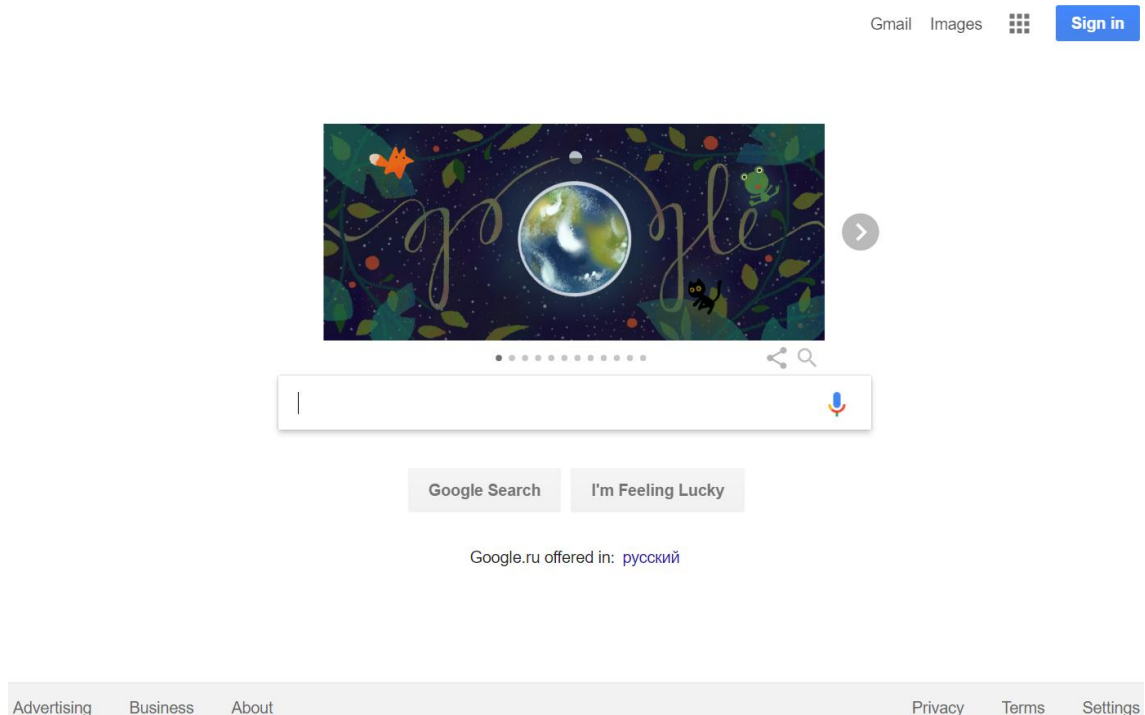 Gmail Images Sign in
google
Google Search I'm Feeling Lucky
Google.ru offered in: русский
Advertising Business About Privacy Terms Settings